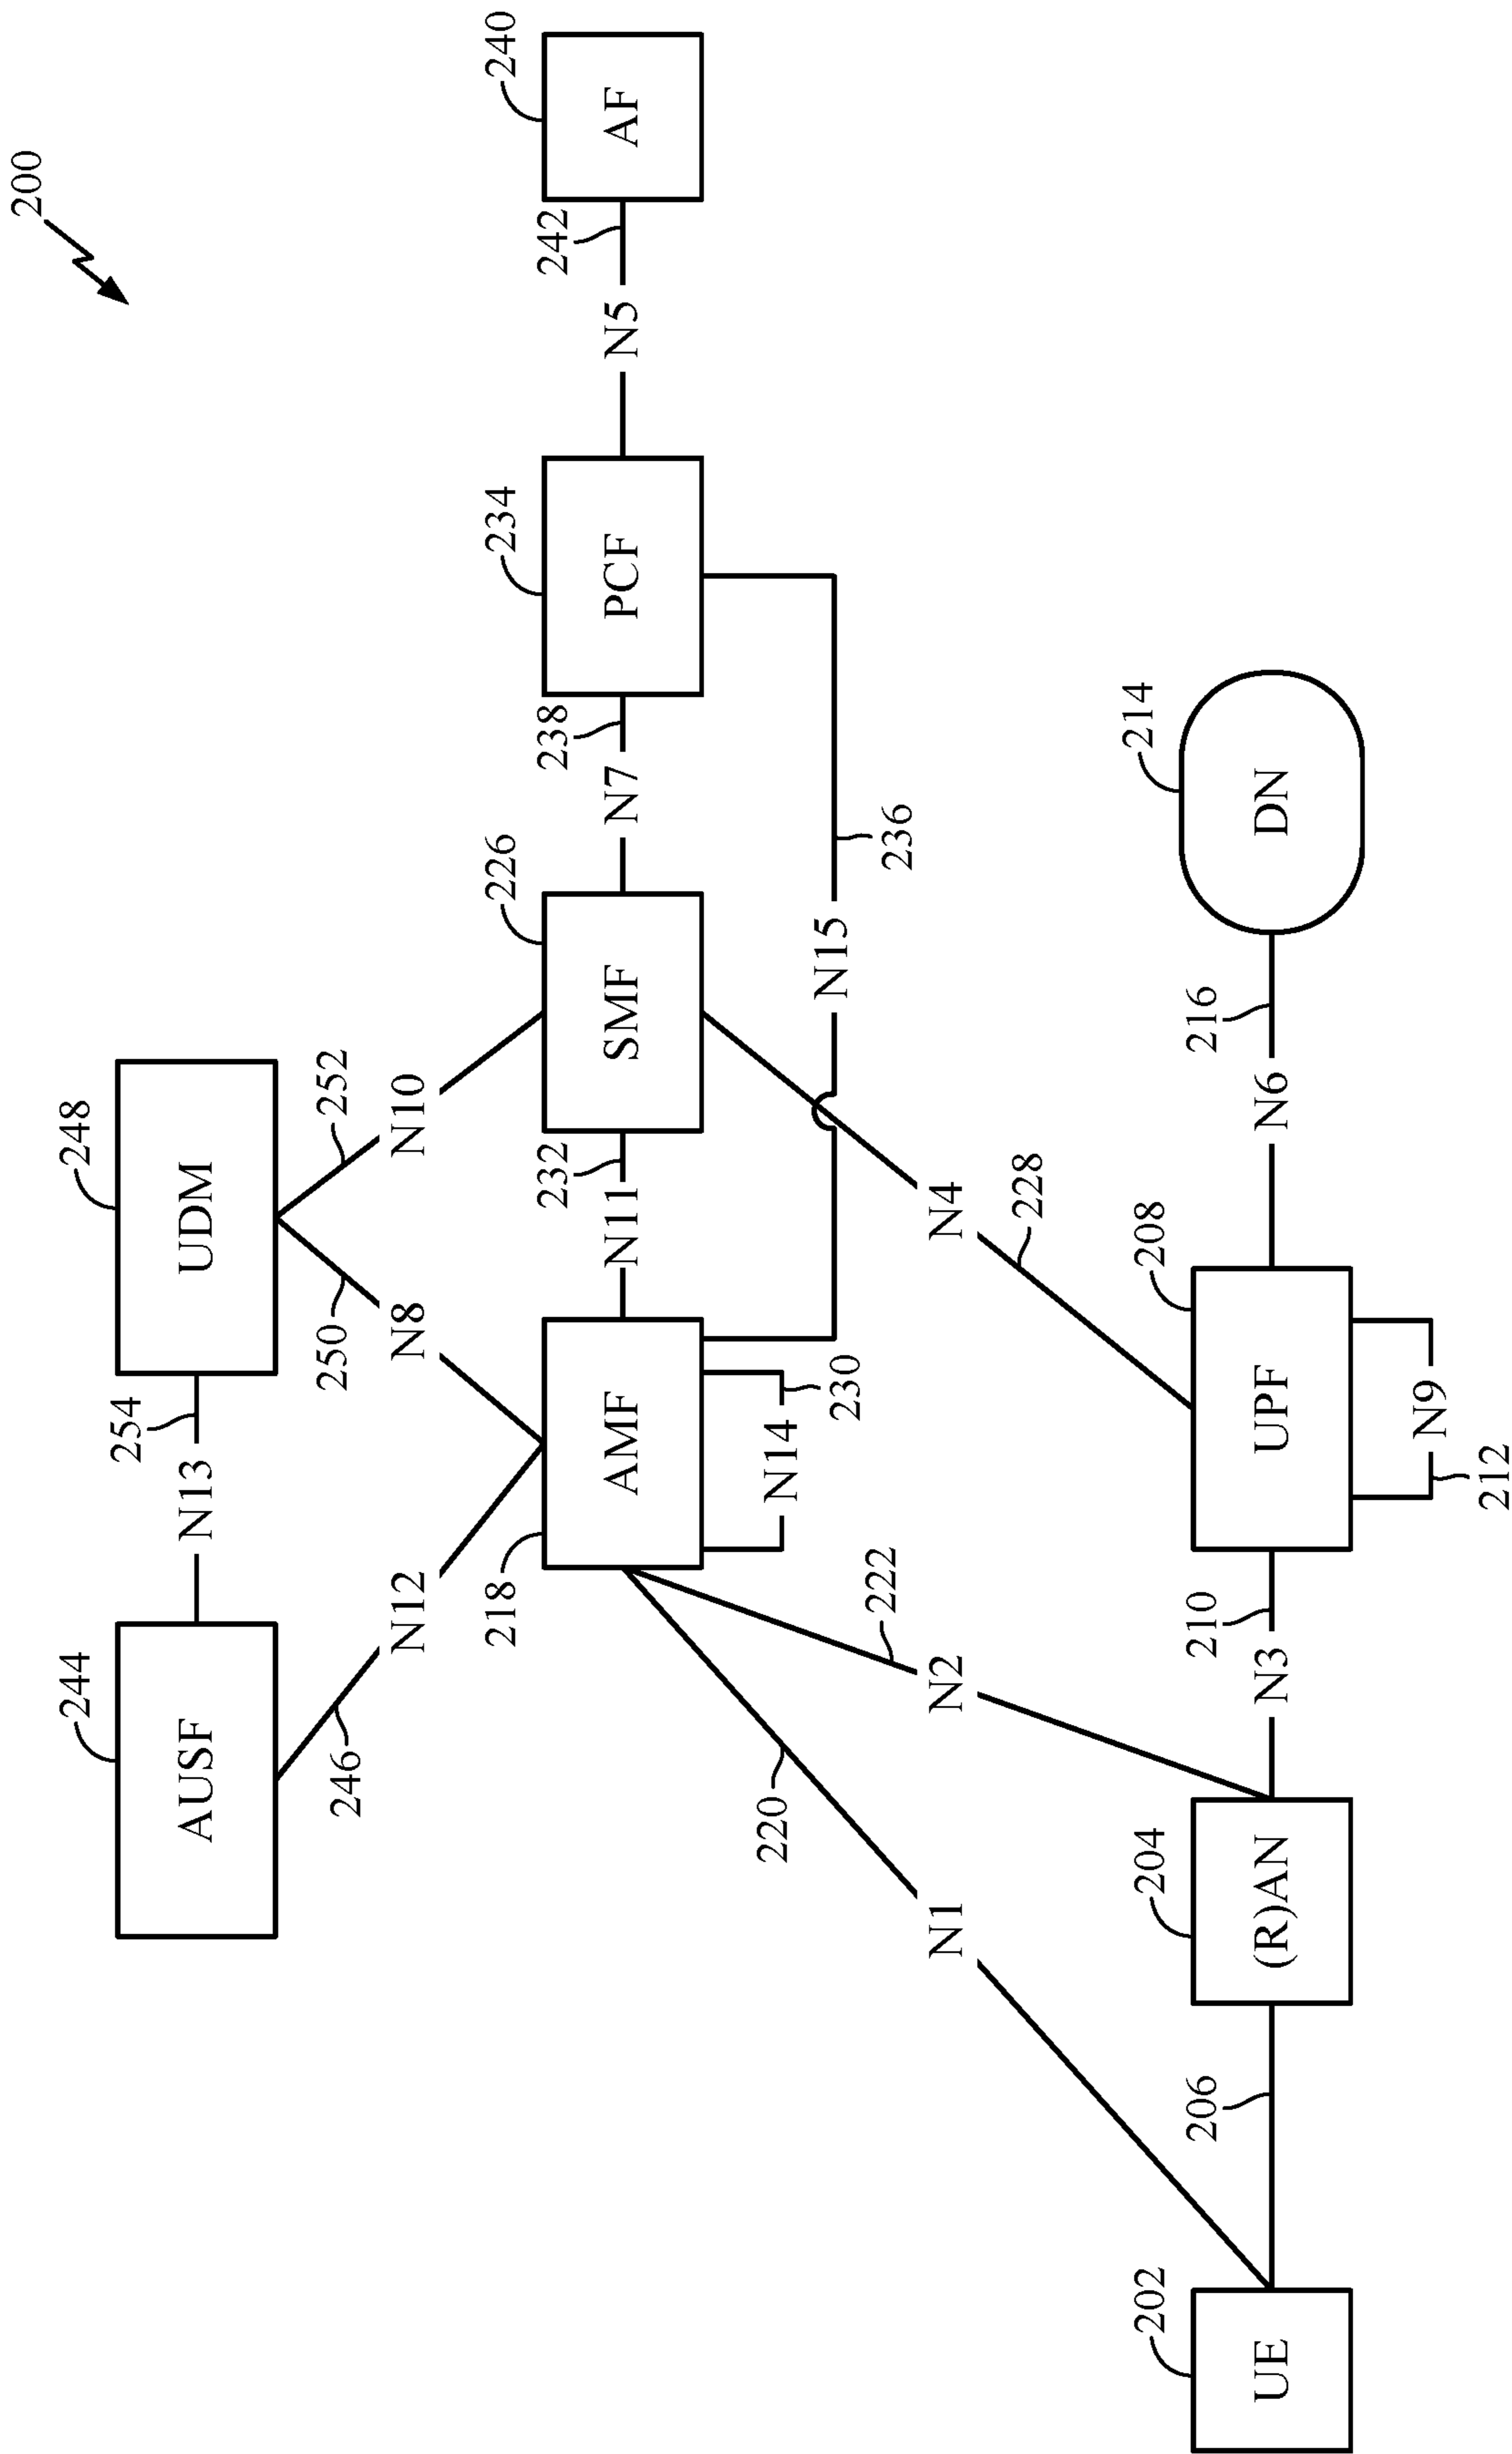 200
244
AUSF
N13
254
248
UDM
246
N12
250
N8
252
N10
218
AMF
N11
232
226
SMF
N7
238
234
PCF
N5
242
240
AF
N14
230
N15
236
220
222
N1
N2
N4
228
202
UE
206
204
(R)AN
N3
210
208
UPF
N6
216
214
DN
N9
212